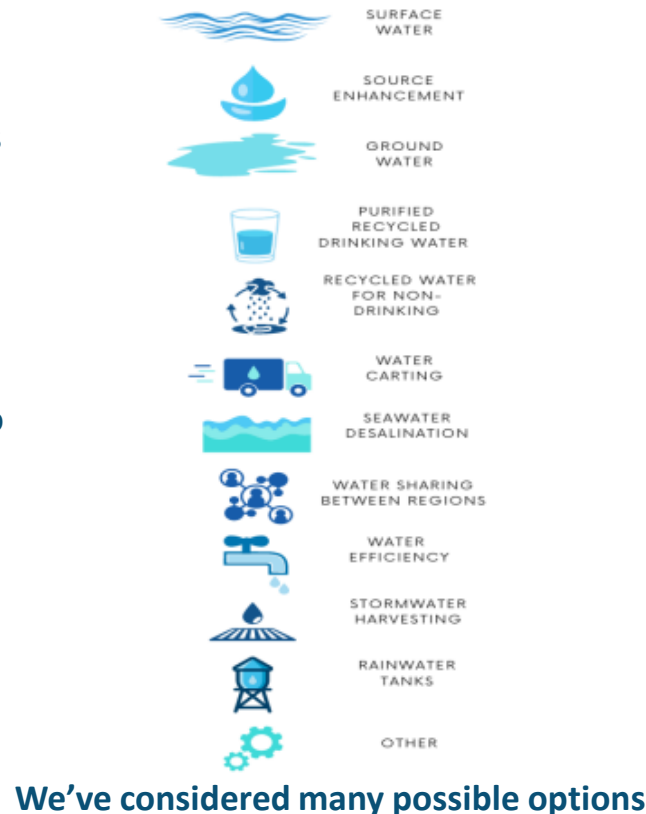 SURFACE
WATER
SOURCE
ENHANCEMENT
GROUND
WATER
PURIFIED
RECYCLED
DRINKING WATER
RECYCLED WATER
FOR NON-
DRINKING
WATER
CARTING
SEAWATER
DESALINATION
WATER SHARING
BETWEEN REGIONS
WATER
EFFICIENCY
STORMWATER
HARVESTING
RAINWATER
TANKS
OTHER
We’ve considered many possible options